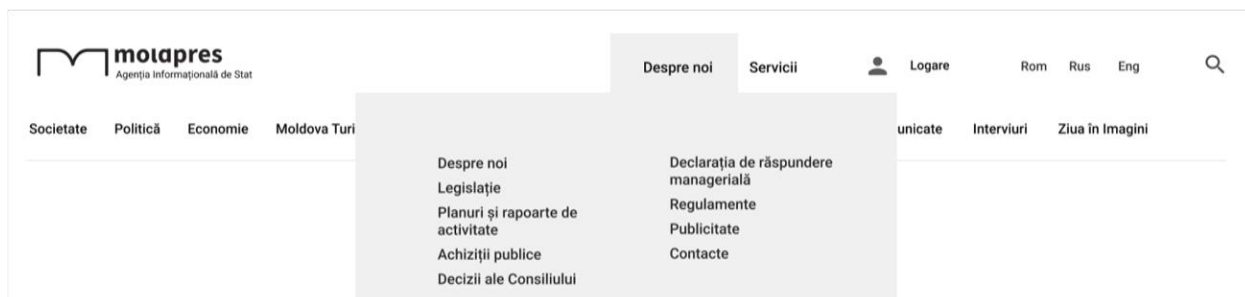 moldpres
Agenția Informațională de Stat
Despre noi
Servicii
Logare
Rom
Rus
Eng
Societate
Politică
Economie
Moldova Turi
unicate
Interviuri
Ziua în Imagini
Despre noi
Legislație
Planuri și rapoarte de
activitate
Achiziții publice
Decizii ale Consiliului
Declarația de răspundere
managerială
Regulamente
Publicitate
Contacte